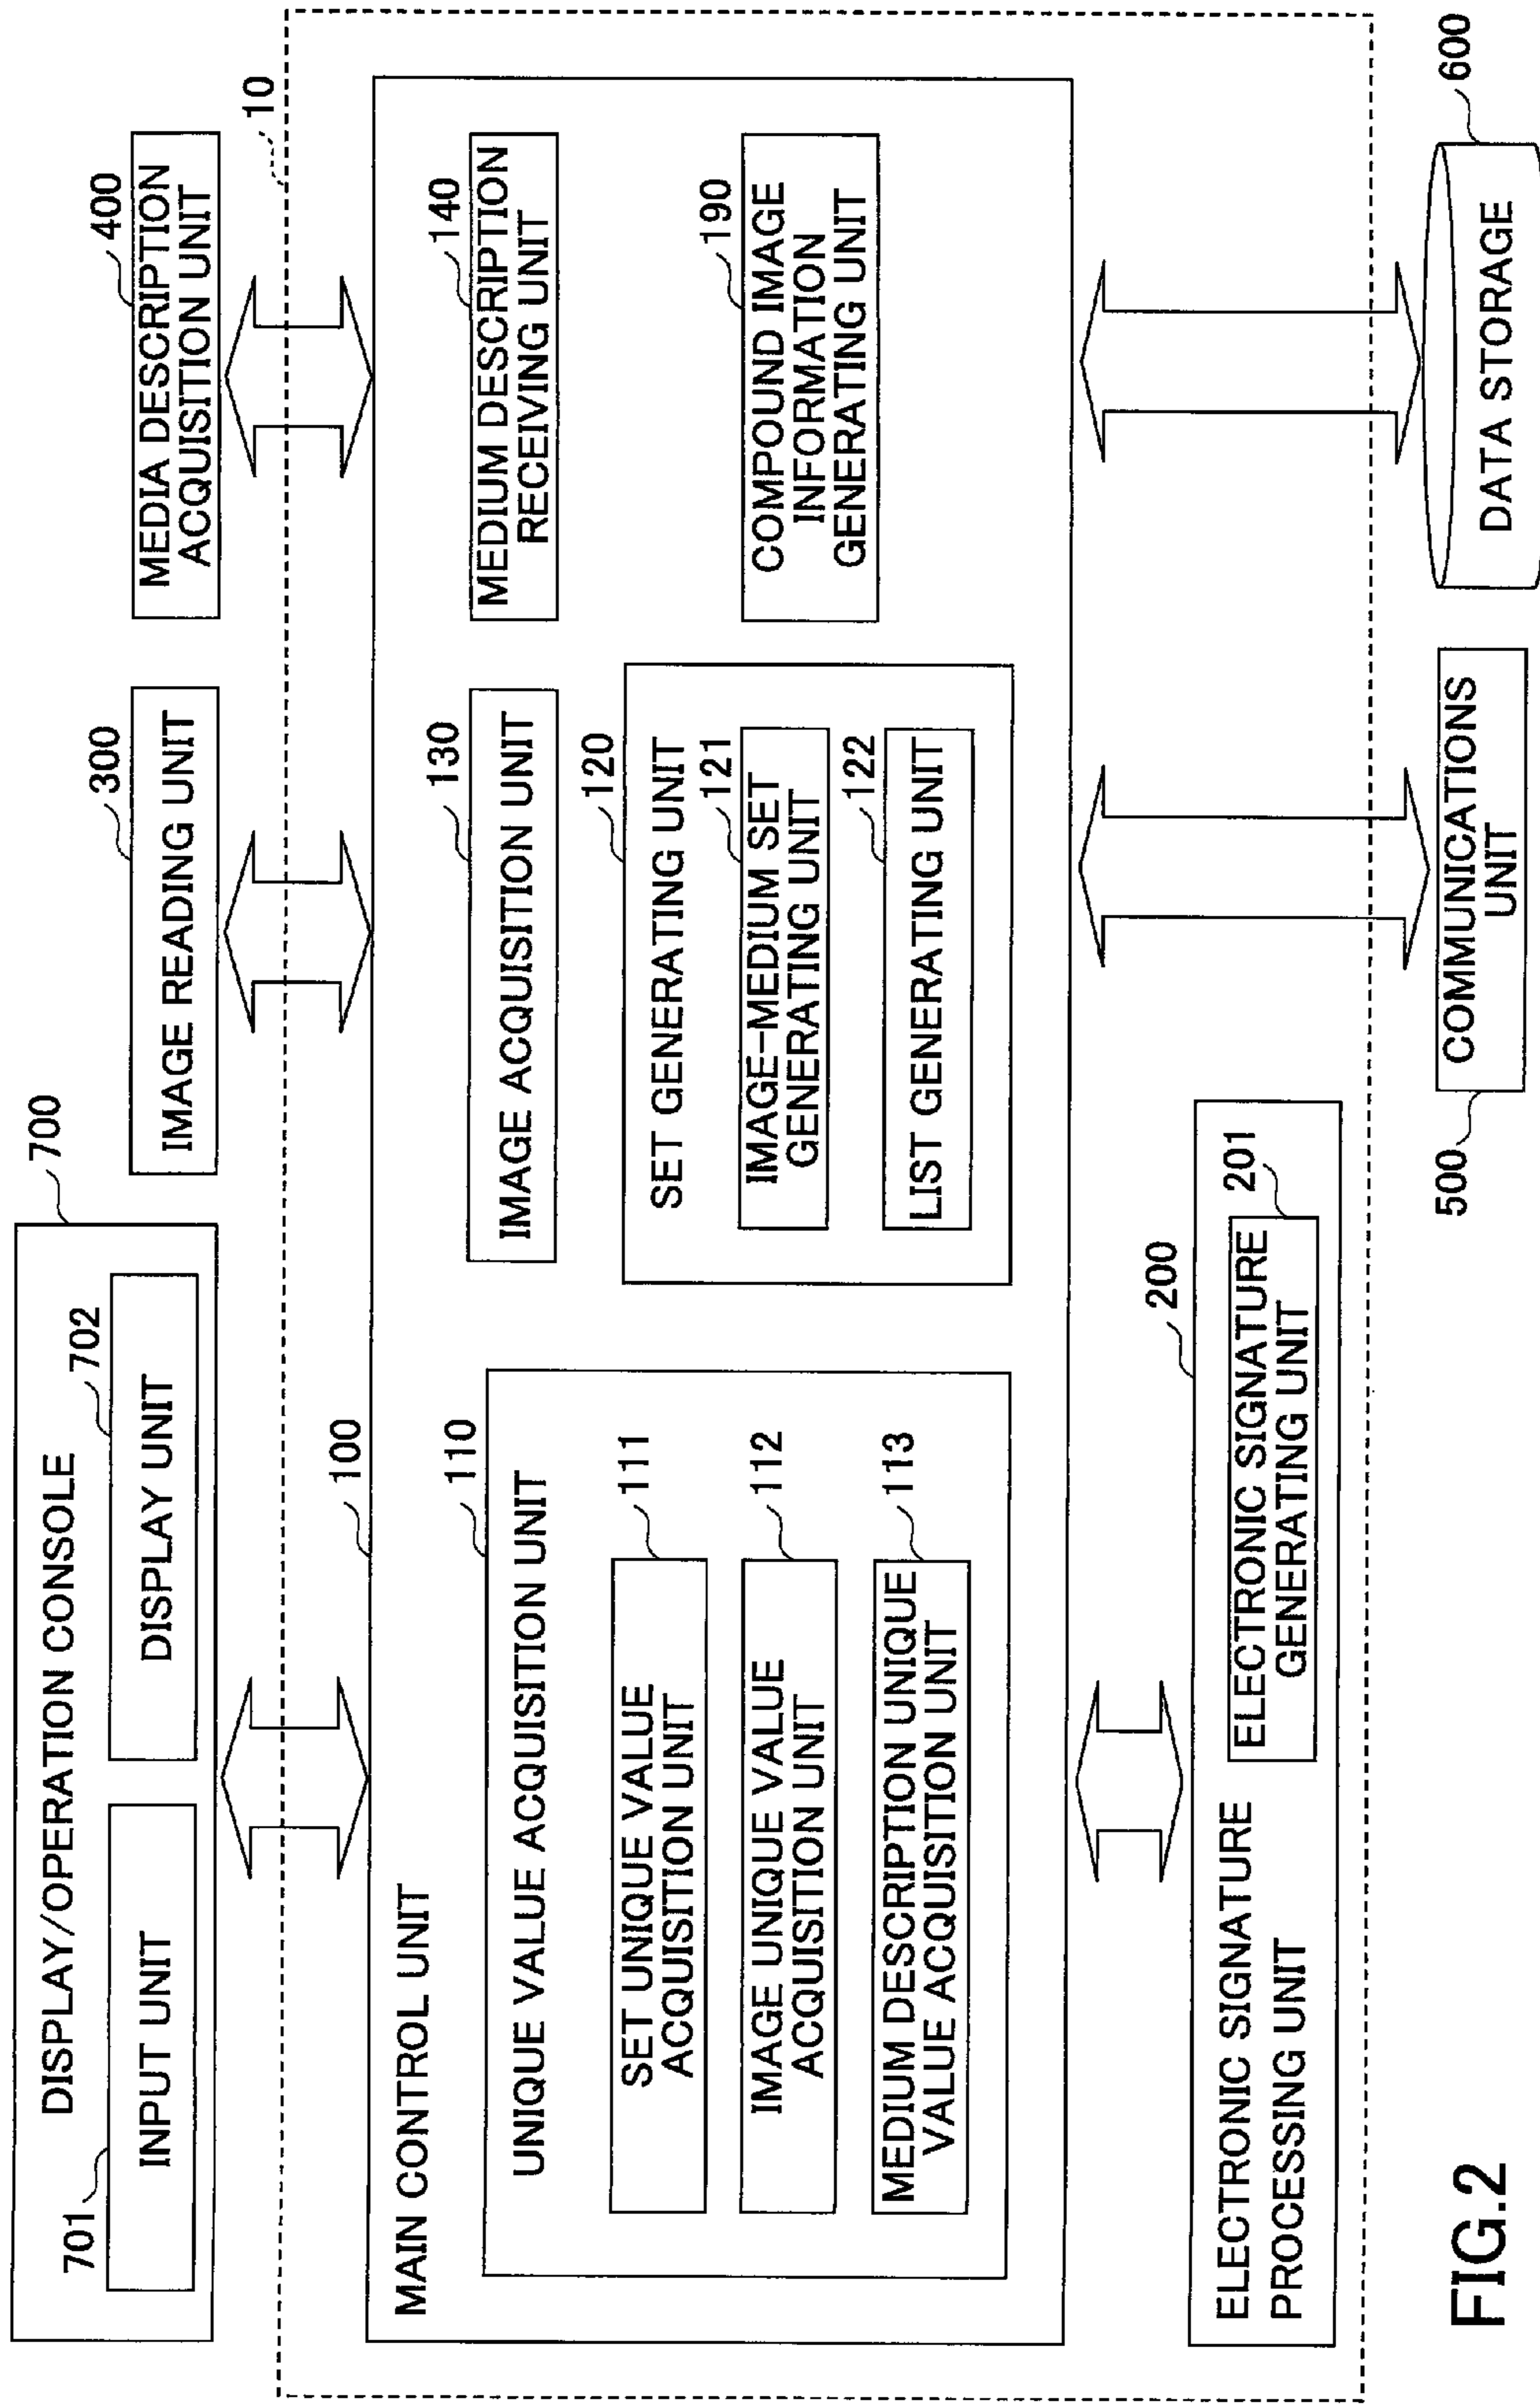 DISPLAY/OPERATION CONSOLE
700
701
INPUT UNIT
702
DISPLAY UNIT
300
IMAGE READING UNIT
400
MEDIA DESCRIPTION
ACQUISITION UNIT
10
100
MAIN CONTROL UNIT
110
UNIQUE VALUE ACQUISITION UNIT
111
SET UNIQUE VALUE
ACQUISITION UNIT
112
IMAGE UNIQUE VALUE
ACQUISITION UNIT
113
MEDIUM DESCRIPTION UNIQUE
VALUE ACQUISITION UNIT
130
IMAGE ACQUISITION UNIT
120
SET GENERATING UNIT
121
IMAGE-MEDIUM SET
GENERATING UNIT
122
LIST GENERATING UNIT
140
MEDIUM DESCRIPTION
RECEIVING UNIT
190
COMPOUND IMAGE
INFORMATION
GENERATING UNIT
200
ELECTRONIC SIGNATURE
PROCESSING UNIT
201
ELECTRONIC SIGNATURE
GENERATING UNIT
500
COMMUNICATIONS
UNIT
600
DATA STORAGE
FIG.2